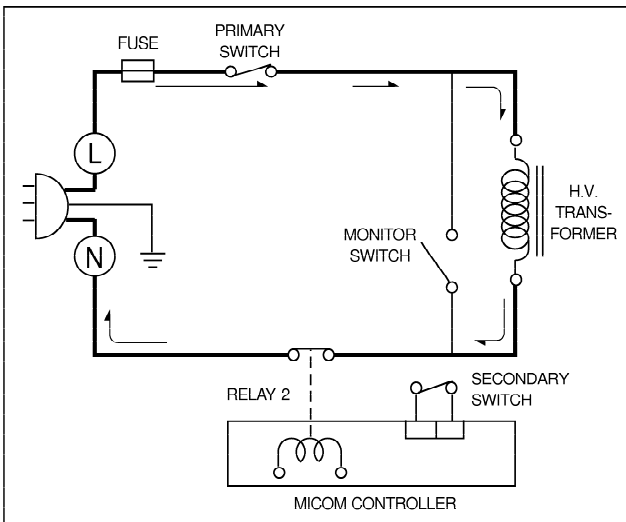 PRIMARY
SWITCH
FUSE
L
H.V.
TRANS-
FORMER
MONITOR
SWITCH
N
SECONDARY
SWITCH
RELAY 2
MICOM CONTROLLER